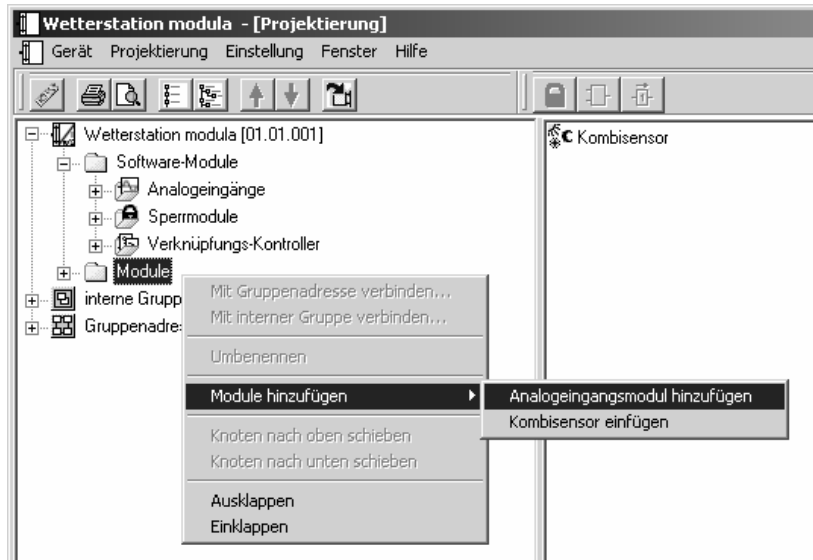 Wetterstation modula - [Projektierung]
Gerät Projektierung Einstellung Fenster Hilfe
Wetterstation modula [01.01.001]
Software-Module
Analogeingänge
Sperrmodule
Verknüpfungs-Kontroller
Module
interne Grupp
Gruppenadre
Kombisensor
Mit Gruppenadresse verbinden...
Mit interner Gruppe verbinden...
Umbenennen
Module hinzufügen
Knoten nach oben schieben
Knoten nach unten schieben
Ausklappen
Einklappen
Analogeingangsmodul hinzufügen
Kombisensor einfügen